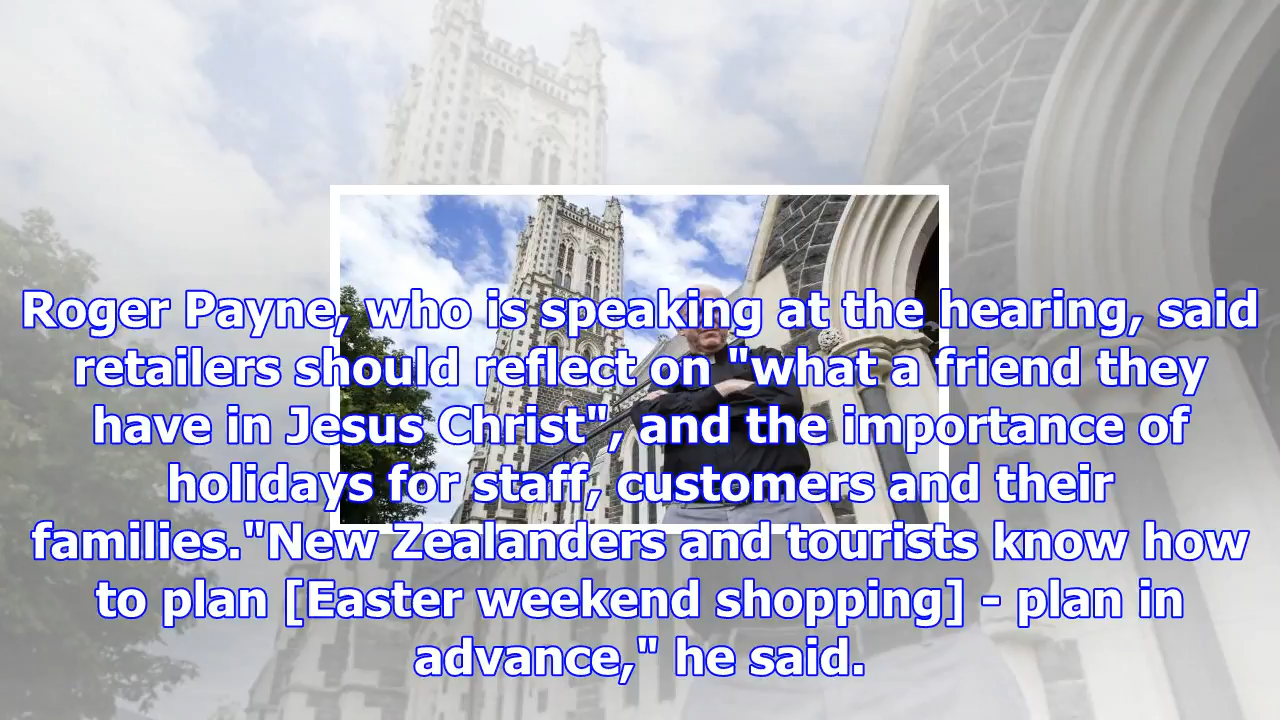 Roger Payne, who is speaking at the hearing, said
retailers should reflect on "what a friend they
have in Jesus Christ", and the importance of
holidays for staff, customers and their
families."New Zealanders and tourists know how
to plan [Easter weekend shopping] - plan in
advance," he said.